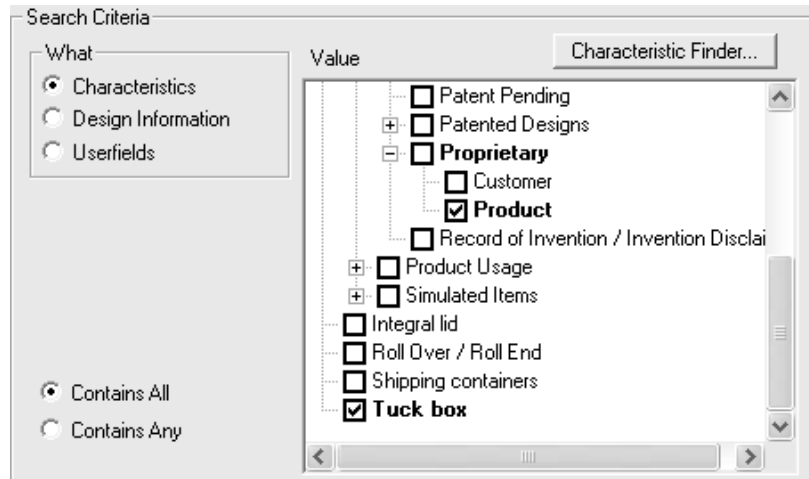 Search Criteria
What
Characteristics
Design Information
Userfields
Contains All
Contains Any
Value
Characteristic Finder...
Patent Pending
Patented Designs
Proprietary
Customer
Product
Record of Invention / Invention Disclai
Product Usage
Simulated Items
Integral lid
Roll Over / Roll End
Shipping containers
Tuck box